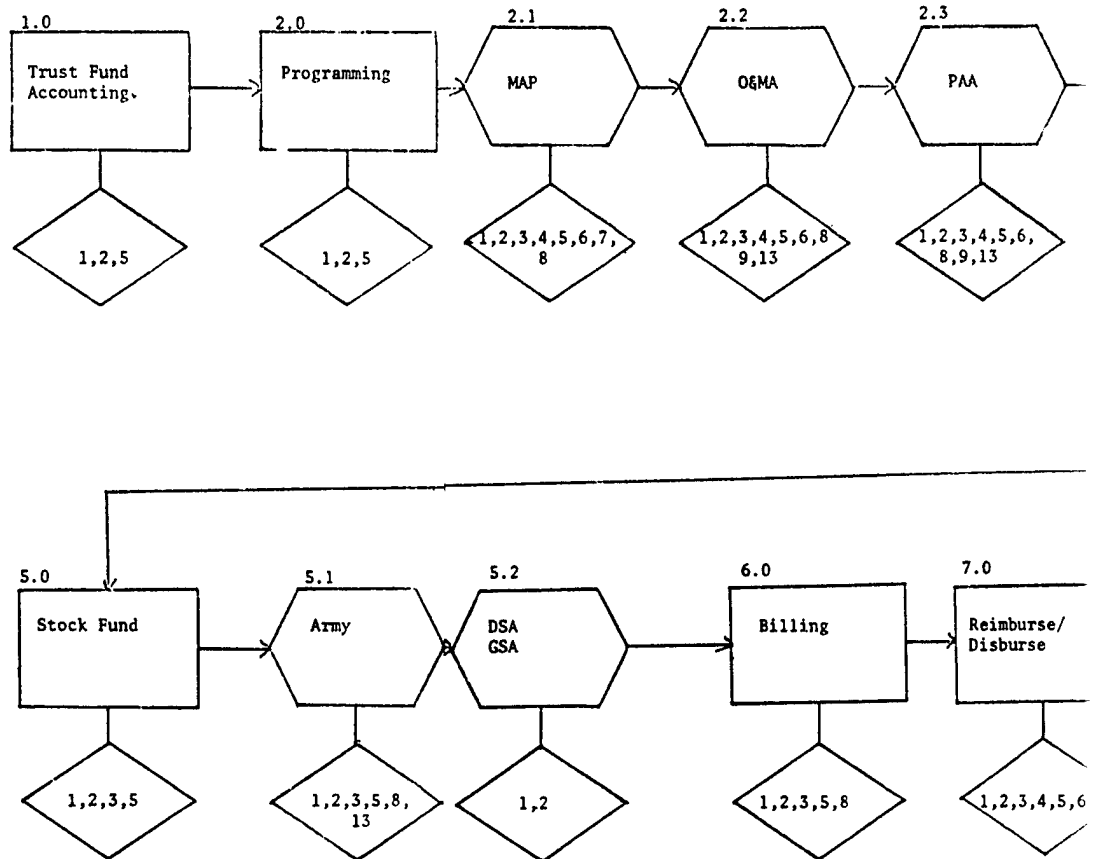 1.0
2.0
2.1
2.2
2.3
Trust Fund
Accounting.
Programming
MAP
O&MA
PAA
1,2,5
1,2,5
1,2,3,4,5,6,7,
8
1,2,3,4,5,6,8
9,13
1,2,3,4,5,6,
8,9,13
5.0
5.1
5.2
6.0
7.0
Stock Fund
Army
DSA
GSA
Billing
Reimburse/
Disburse
1,2,3,5
1,2,3,5,8,
13
1,2
1,2,3,5,8
1,2,3,4,5,6